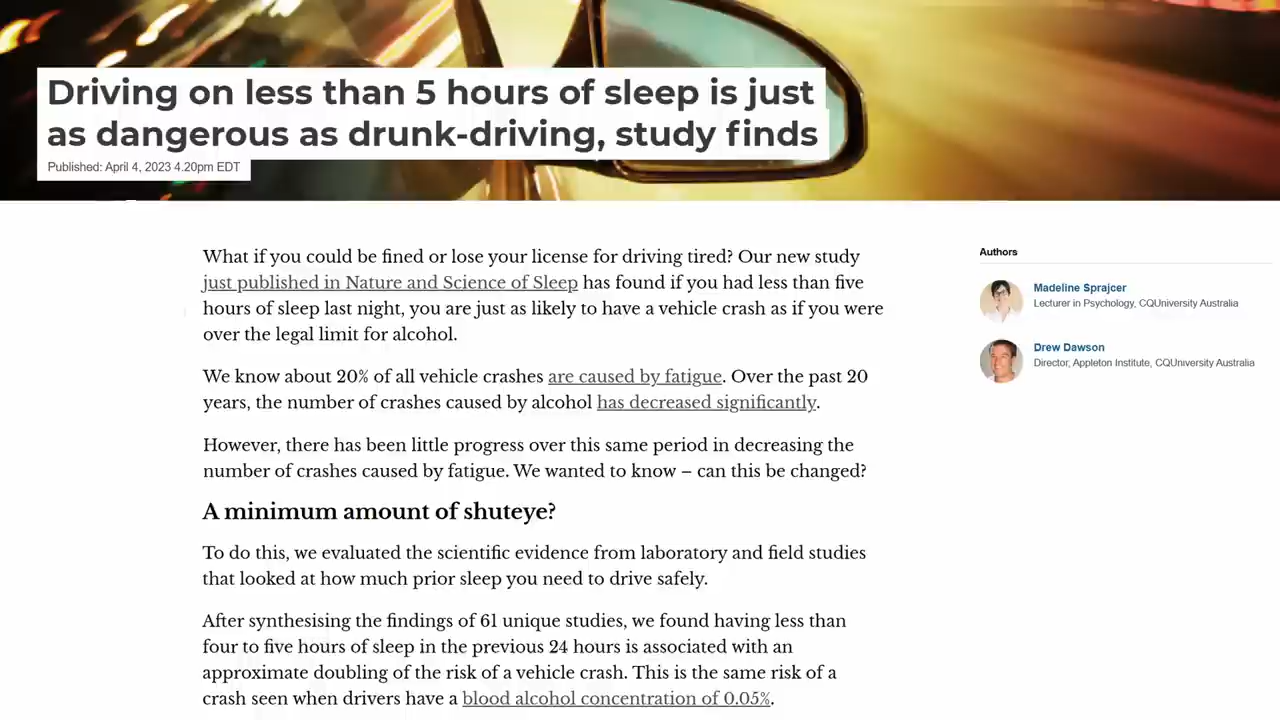 Driving on less than 5 hours of sleep is just
as dangerous as drunk-driving, study finds
Published: April 4, 2023 4.20pm EDT
What if you could be fined or lose your license for driving tired? Our new study
just published in Nature and Science of Sleep has found if you had less than five
hours of sleep last night, you are just as likely to have a vehicle crash as if you were
over the legal limit for alcohol.
We know about 20% of all vehicle crashes are caused by fatigue. Over the past 20
years, the number of crashes caused by alcohol has decreased significantly.
However, there has been little progress over this same period in decreasing the
number of crashes caused by fatigue. We wanted to know – can this be changed?
A minimum amount of shuteye?
To do this, we evaluated the scientific evidence from laboratory and field studies
that looked at how much prior sleep you need to drive safely.
After synthesising the findings of 61 unique studies, we found having less than
four to five hours of sleep in the previous 24 hours is associated with an
approximate doubling of the risk of a vehicle crash. This is the same risk of a
crash seen when drivers have a blood alcohol concentration of 0.05%.
Authors
Madeline Sprajcer
Lecturer in Psychology, CQUniversity Australia
Drew Dawson
Director, Appleton Institute, CQUniversity Australia